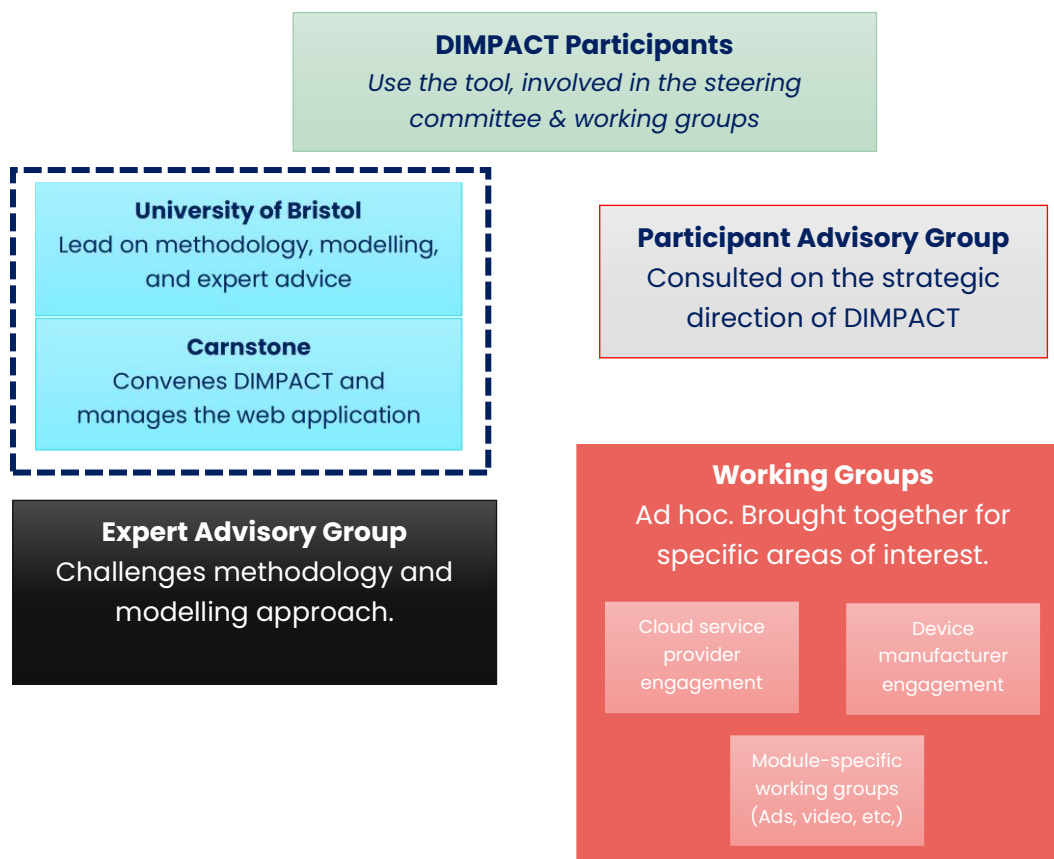 DIMPACT Participants
Use the tool, involved in the steering
committee & working groups
University of Bristol
Lead on methodology, modelling,
and expert advice
Carnstone
Convenes DIMPACT and
manages the web application
Participant Advisory Group
Consulted on the strategic
direction of DIMPACT
Expert Advisory Group
Challenges methodology and
modelling approach.
Working Groups
Ad hoc. Brought together for
specific areas of interest.
Cloud service
provider
engagement
Device
manufacturer
engagement
Module-specific
working groups
(Ads, video, etc,)